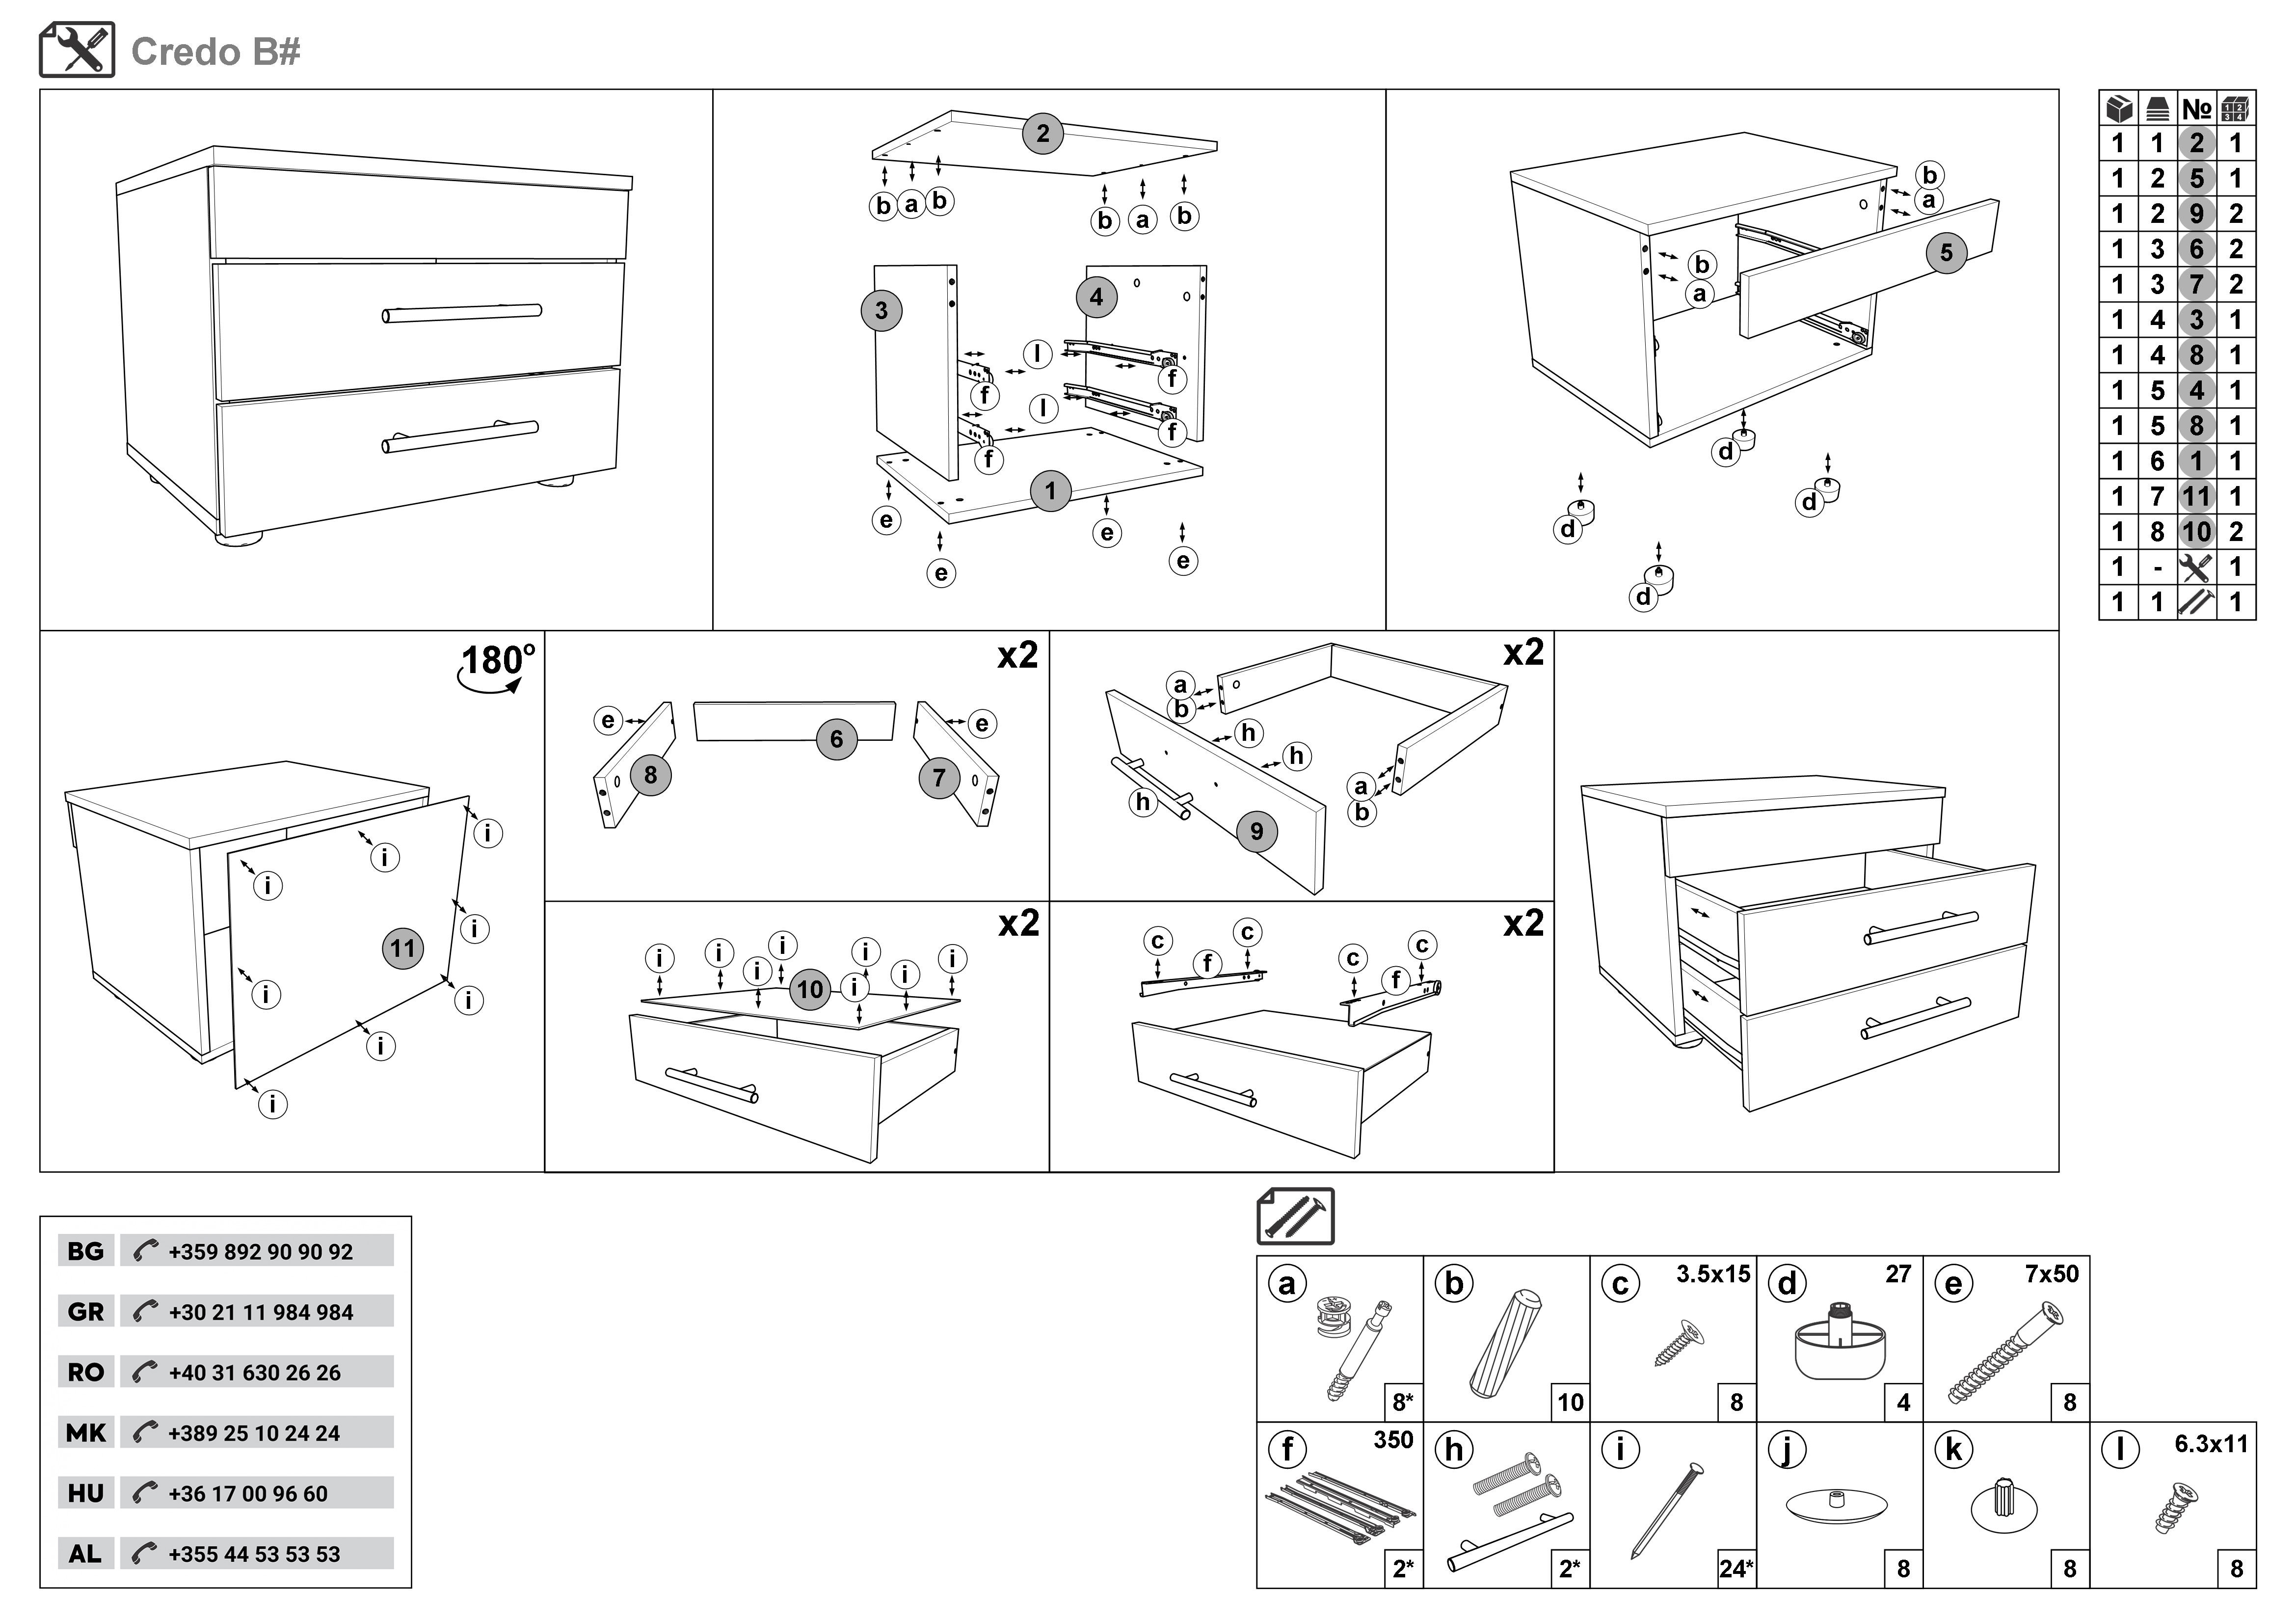 Credo B#
2
b a b b a b
3
4
l
f
f
l
f
f
1
e
e
e
e
b
a
5
b
a
d
d
d
d
№
1 1 2 1
1 2 5 1
1 2 9 2
1 3 6 2
1 3 7 2
1 4 3 1
1 4 8 1
1 5 4 1
1 5 8 1
1 6 1 1
1 7 11 1
1 8 10 2
1 - 1
1 1 1
180°
i
i
i
i
11
i
i
i
i
x2
e
e
6
8
7
x2
a
b
h
h
h
a
b
9
x2
i i i i i
i i i
10
x2
c c c c
f f
BG +359 892 90 90 92
GR +30 21 11 984 984
RO +40 31 630 26 26
MK +389 25 10 24 24
HU +36 17 00 96 60
AL +355 44 53 53 53
a b c 3.5x15 d 27 e 7x50
8* 10 8 4 8
f 350 h i j k l 6.3x11
2* 2* 24* 8 8 8